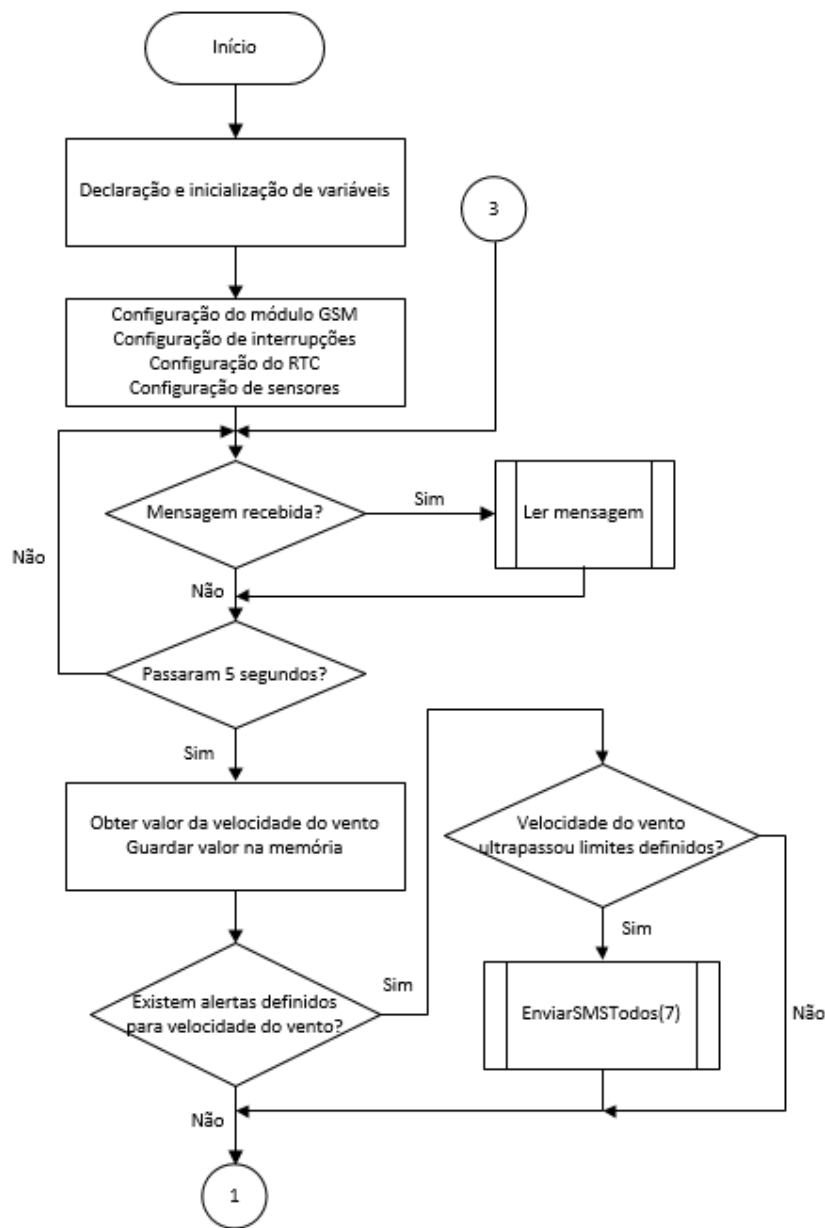 Início
Declaração e inicialização de variáveis
3
Configuração do módulo GSM
Configuração de interrupções
Configuração do RTC
Configuração de sensores
Mensagem recebida?
Sim
Ler mensagem
Não
Não
Passaram 5 segundos?
Sim
Obter valor da velocidade do vento
Guardar valor na memória
Velocidade do vento
ultrapassou limites definidos?
Sim
Existem alertas definidos
para velocidade do vento?
Sim
EnviarSMSTodos(7)
Não
Não
1